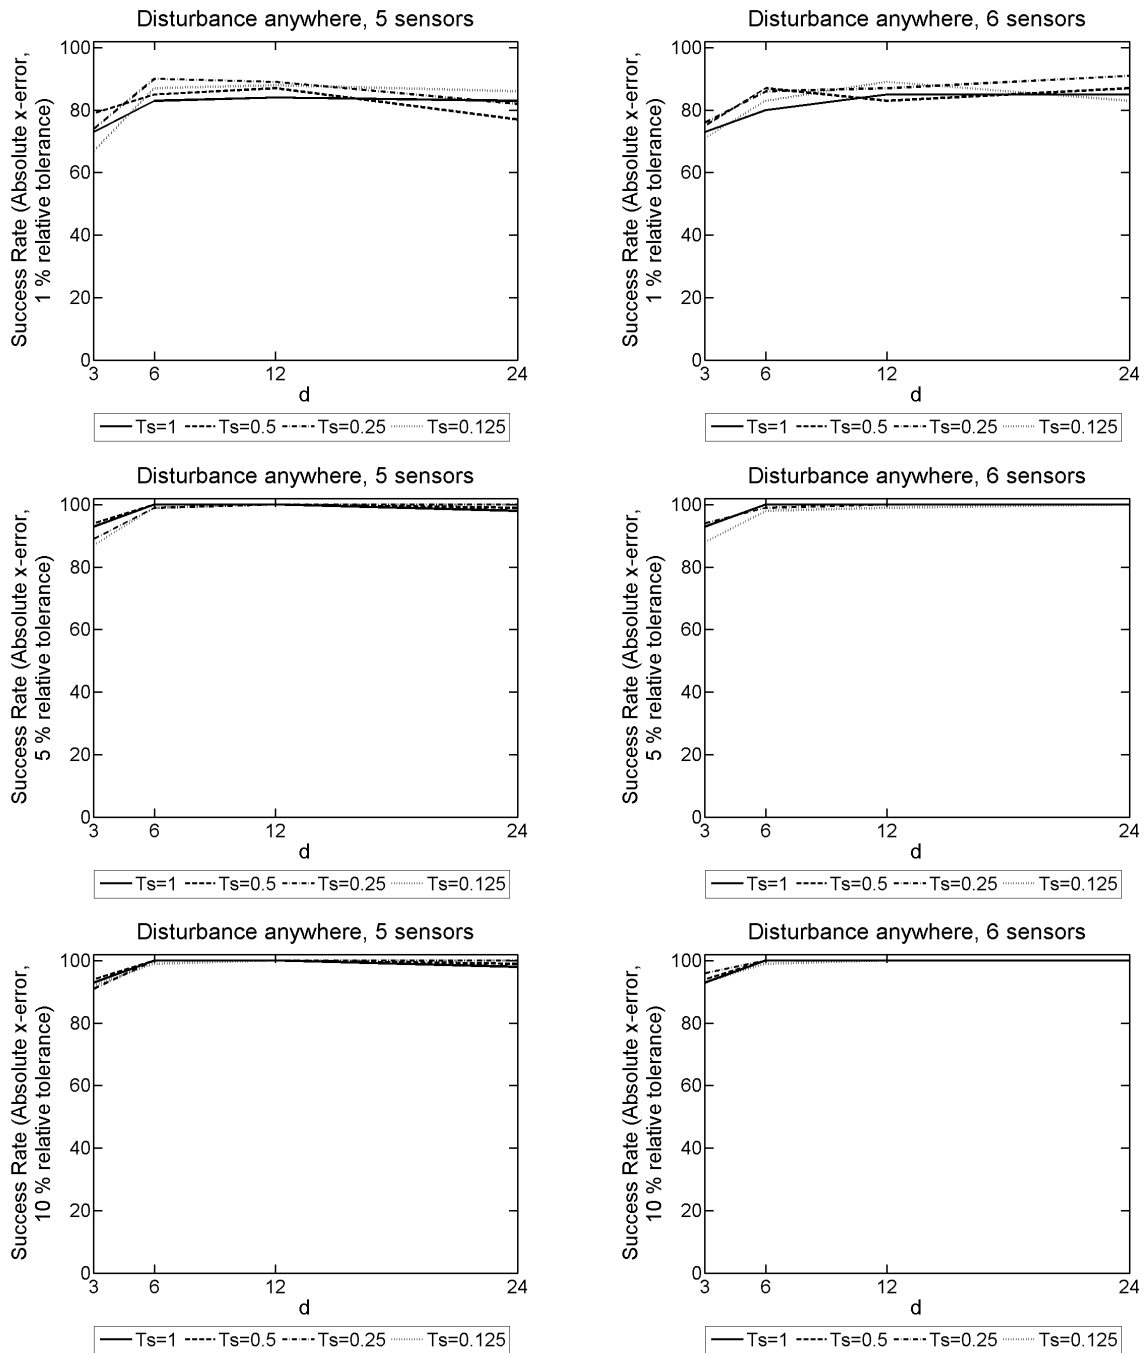 Disturbance anywhere, 5 sensors
Success Rate (Absolute x-error,
1 % relative tolerance)
100
80
60
40
20
0
3 6 12 24
d
Ts=1 Ts=0.5 Ts=0.25 Ts=0.125
Disturbance anywhere, 6 sensors
Success Rate (Absolute x-error,
1 % relative tolerance)
100
80
60
40
20
0
3 6 12 24
d
Ts=1 Ts=0.5 Ts=0.25 Ts=0.125
Disturbance anywhere, 5 sensors
Success Rate (Absolute x-error,
5 % relative tolerance)
100
80
60
40
20
0
3 6 12 24
d
Ts=1 Ts=0.5 Ts=0.25 Ts=0.125
Disturbance anywhere, 6 sensors
Success Rate (Absolute x-error,
5 % relative tolerance)
100
80
60
40
20
0
3 6 12 24
d
Ts=1 Ts=0.5 Ts=0.25 Ts=0.125
Disturbance anywhere, 5 sensors
Success Rate (Absolute x-error,
10 % relative tolerance)
100
80
60
40
20
0
3 6 12 24
d
Ts=1 Ts=0.5 Ts=0.25 Ts=0.125
Disturbance anywhere, 6 sensors
Success Rate (Absolute x-error,
10 % relative tolerance)
100
80
60
40
20
0
3 6 12 24
d
Ts=1 Ts=0.5 Ts=0.25 Ts=0.125